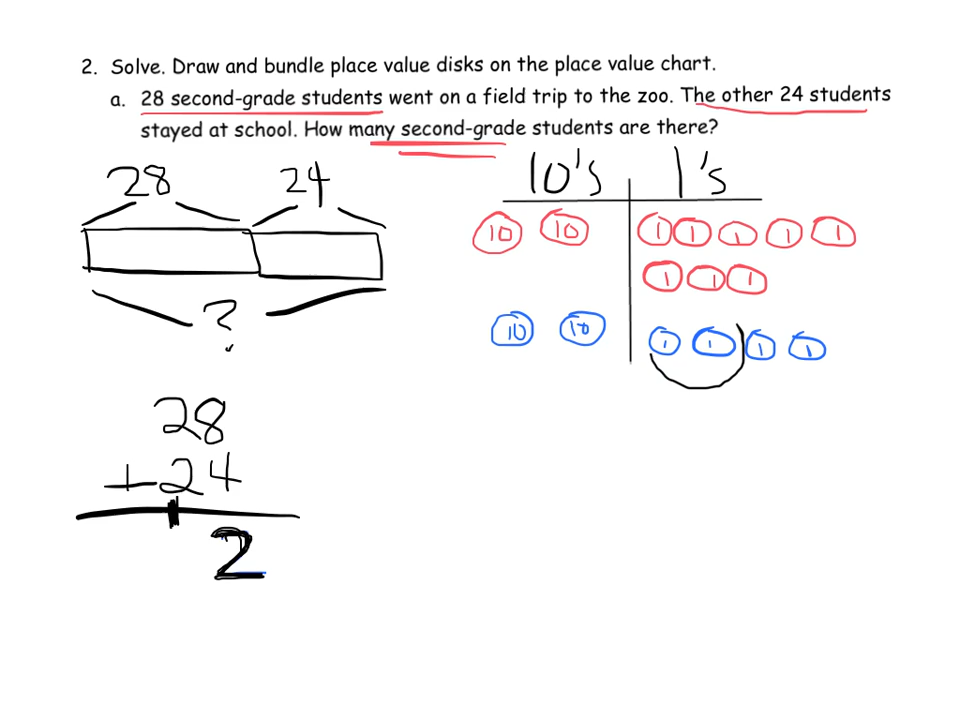 2. Solve. Draw and bundle place value disks on the place value chart.
a. 28 second-grade students went on a field trip to the zoo. The other 24 students
stayed at school. How many second-grade students are there?
28 24
?
10's 1's
10 10 1 1 1 1 1
1 1 1
10 10 1 1 1 1
28
+24
1
2